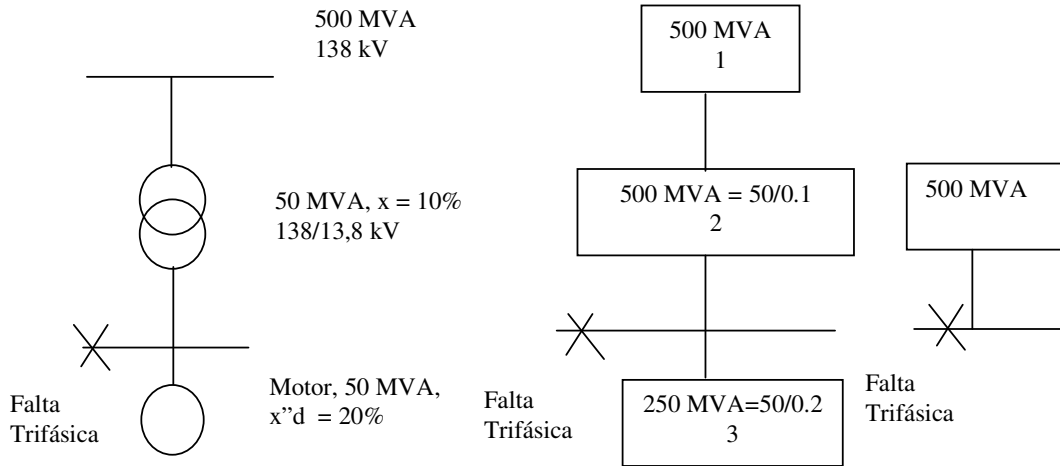 500 MVA
138 kV
50 MVA, x = 10%
138/13,8 kV
Falta
Trifásica
Motor, 50 MVA,
x”d = 20%
500 MVA
1
500 MVA = 50/0.1
2
Falta
Trifásica
250 MVA=50/0.2
3
500 MVA
Falta
Trifásica